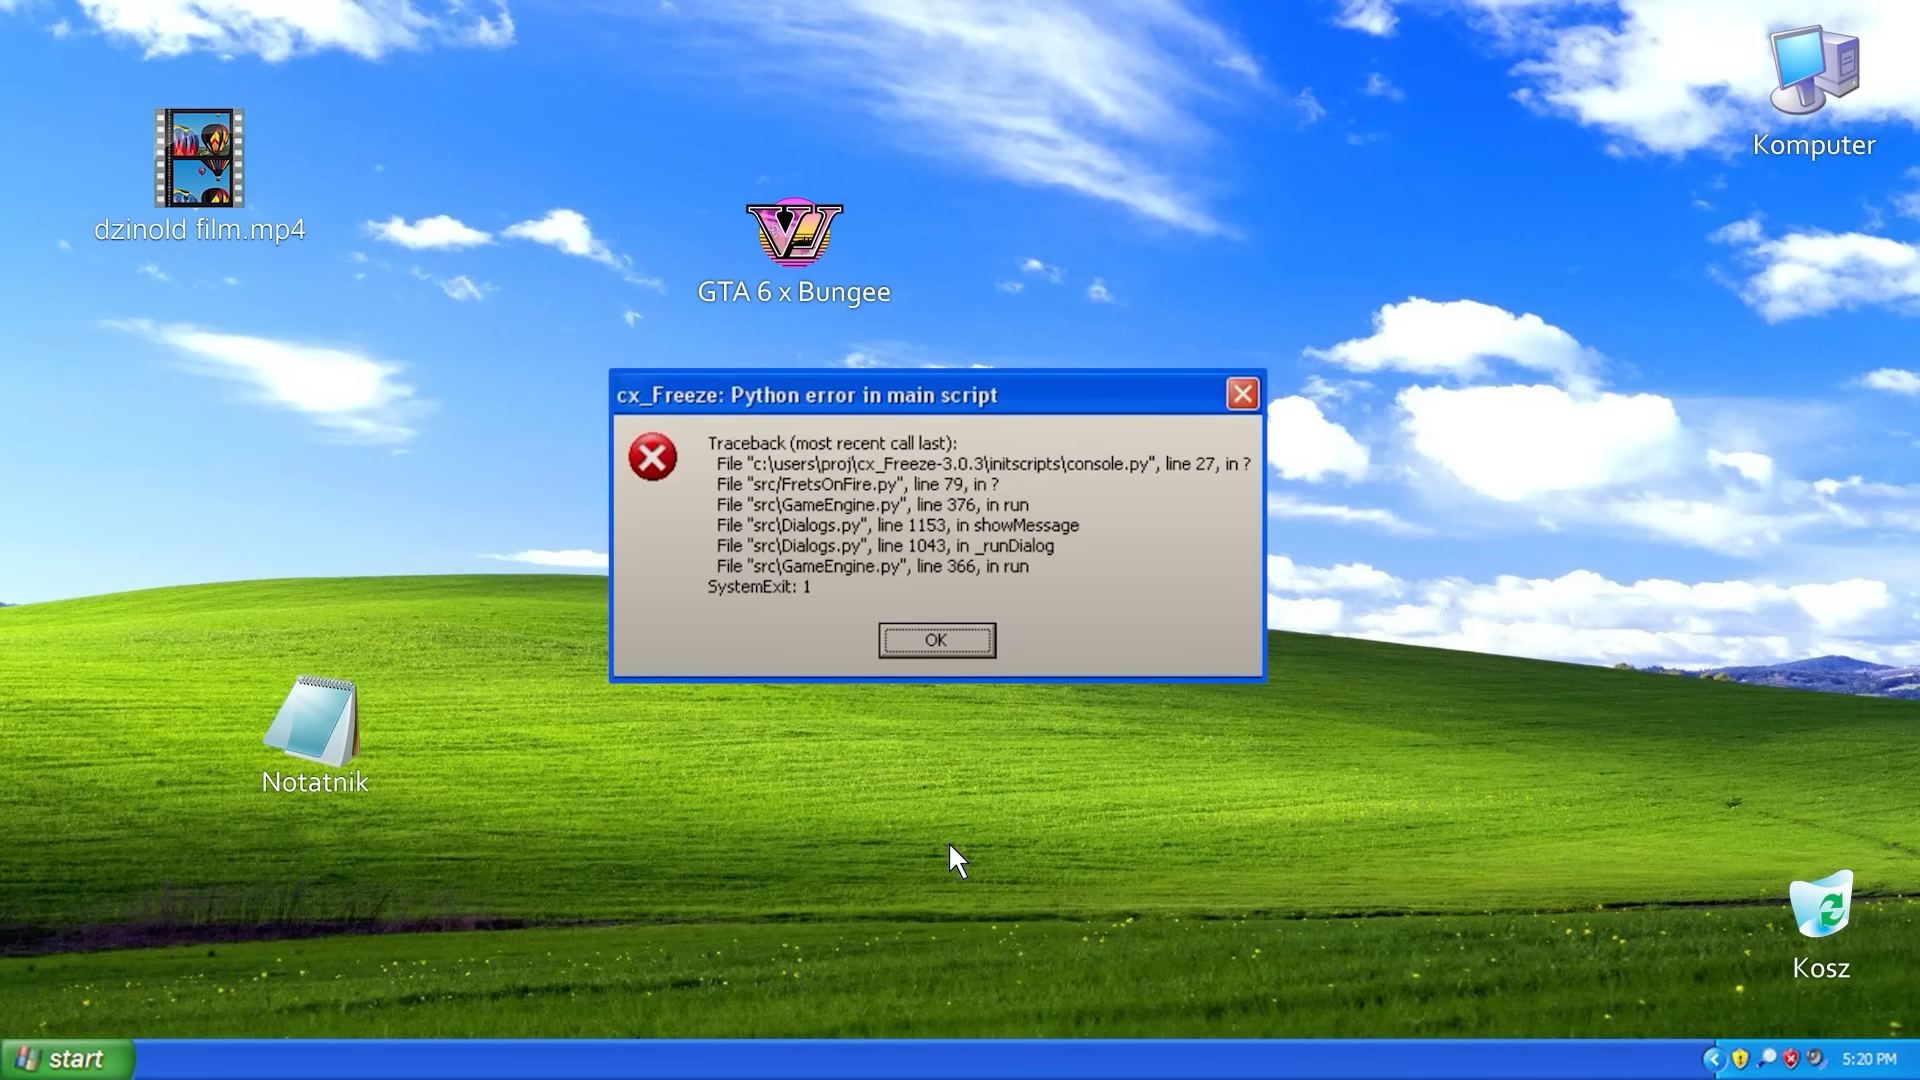 Komputer
dzinold film.mp4
GTA 6 x Bungee
cx_Freeze: Python error in main script
Traceback (most recent call last):
File "c:\users\proj\cx_Freeze-3.0.3\initscripts\console.py", line 27, in ?
File "src/FretsOnFire.py", line 79, in ?
File "src\GameEngine.py", line 376, in run
File "src\Dialogs.py", line 1153, in showMessage
File "src\Dialogs.py", line 1043, in _runDialog
File "src\GameEngine.py", line 366, in run
SystemExit: 1
OK
Notatnik
Kosz
start
5:20 PM